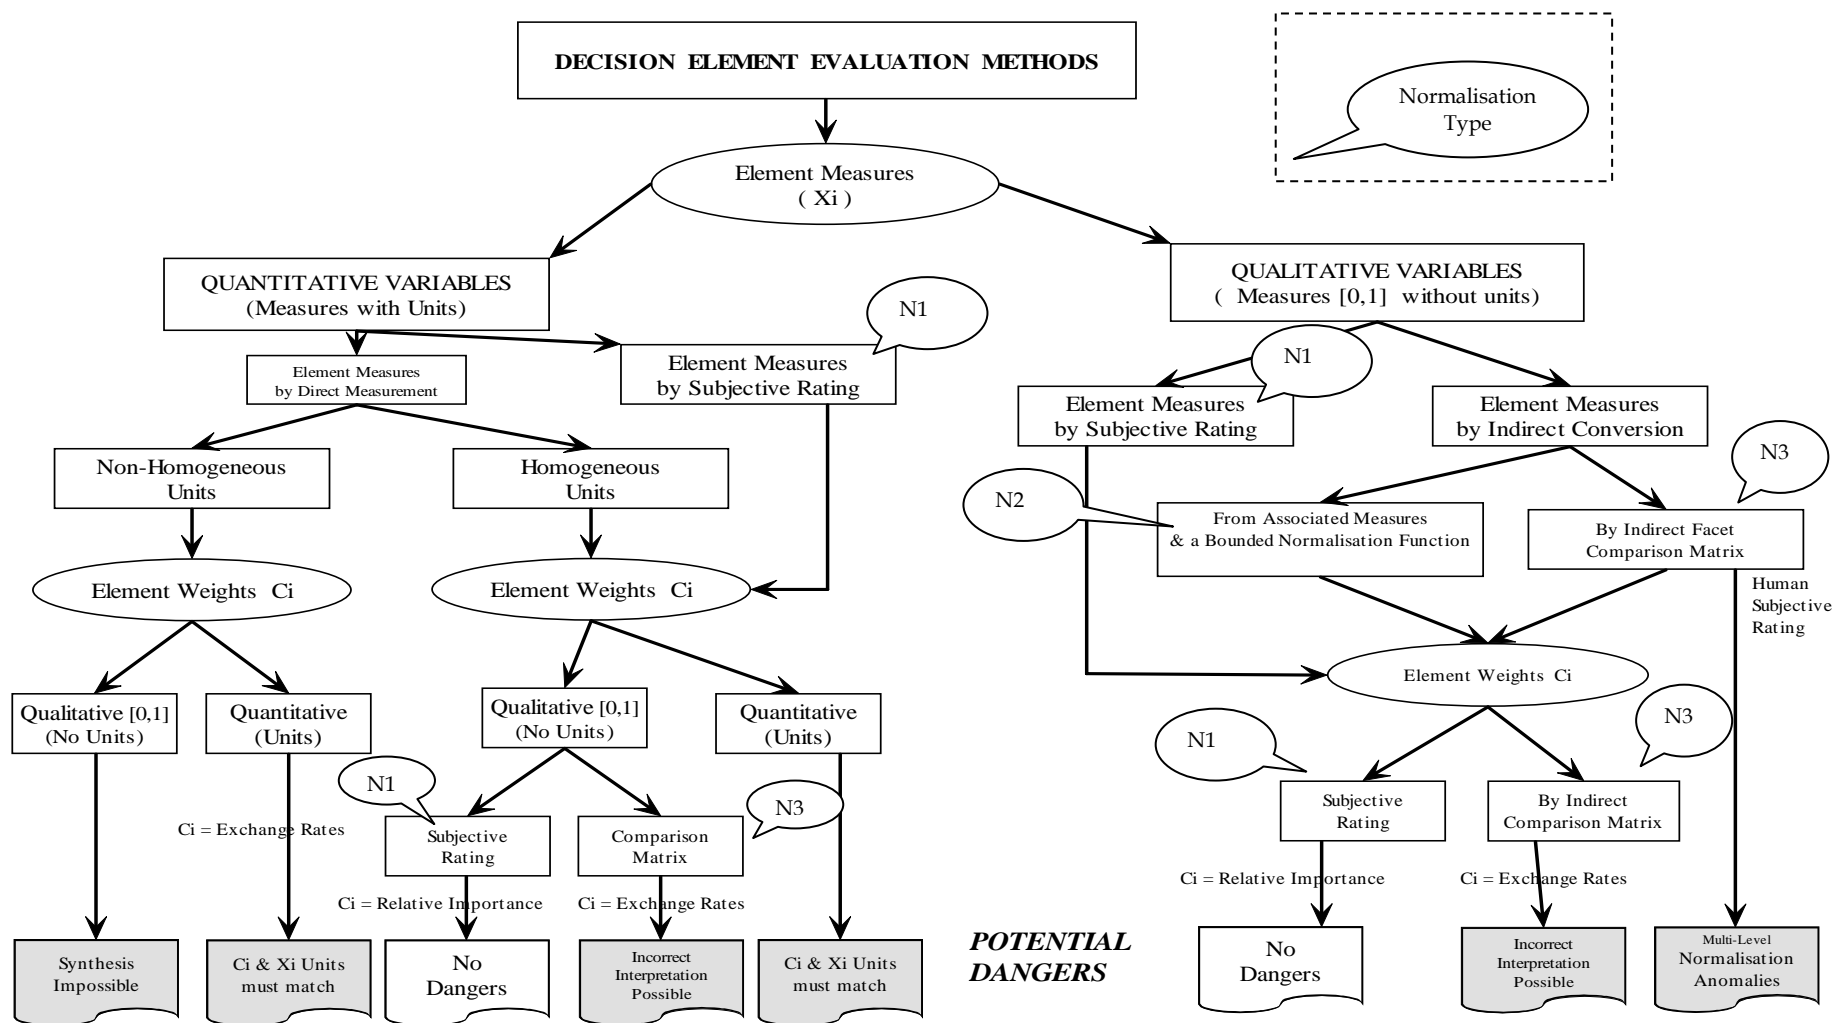 DECISION ELEMENT EVALUATION METHODS
Normalisation
Type
Element Measures
( Xi )
QUANTITATIVE VARIABLES
(Measures with Units)
QUALITATIVE VARIABLES
( Measures [0,1] without units)
N1
Element Measures
by Direct Measurement
Element Measures
by Subjective Rating
N1
Element Measures
by Subjective Rating
Element Measures
by Indirect Conversion
N3
Non-Homogeneous
Units
Homogeneous
Units
N2
From Associated Measures
& a Bounded Normalisation Function
By Indirect Facet
Comparison Matrix
Human
Subjective
Rating
Element Weights Ci
Element Weights Ci
Element Weights Ci
Qualitative [0,1]
(No Units)
Quantitative
(Units)
Qualitative [0,1]
(No Units)
Quantitative
(Units)
N1
N3
N1
N3
Ci = Exchange Rates
Subjective
Rating
Comparison
Matrix
Subjective
Rating
By Indirect
Comparison Matrix
Ci = Relative Importance
Ci = Exchange Rates
Ci = Relative Importance
Ci = Exchange Rates
Synthesis
Impossible
Ci & Xi Units
must match
No
Dangers
Incorrect
Interpretation
Possible
Ci & Xi Units
must match
POTENTIAL
DANGERS
No
Dangers
Incorrect
Interpretation
Possible
Multi-Level
Normalisation
Anomalies